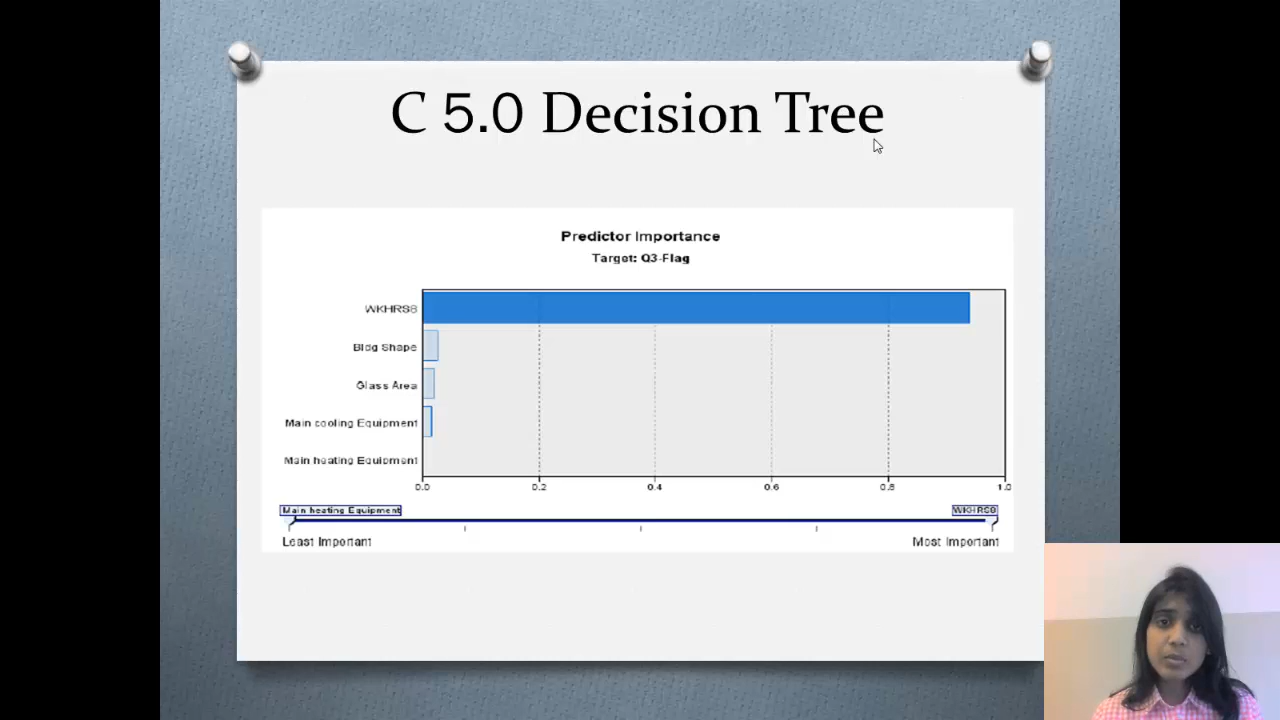 C 5.0 Decision Tree
Predictor Importance
Target: Q3-Flag
WKHRS8
Bldg Shape
Glass Area
Main cooling Equipment
Main heating Equipment
0.0 0.2 0.4 0.6 0.8 1.0
Main heating Equipment WKHRS8
Least Important Most Important